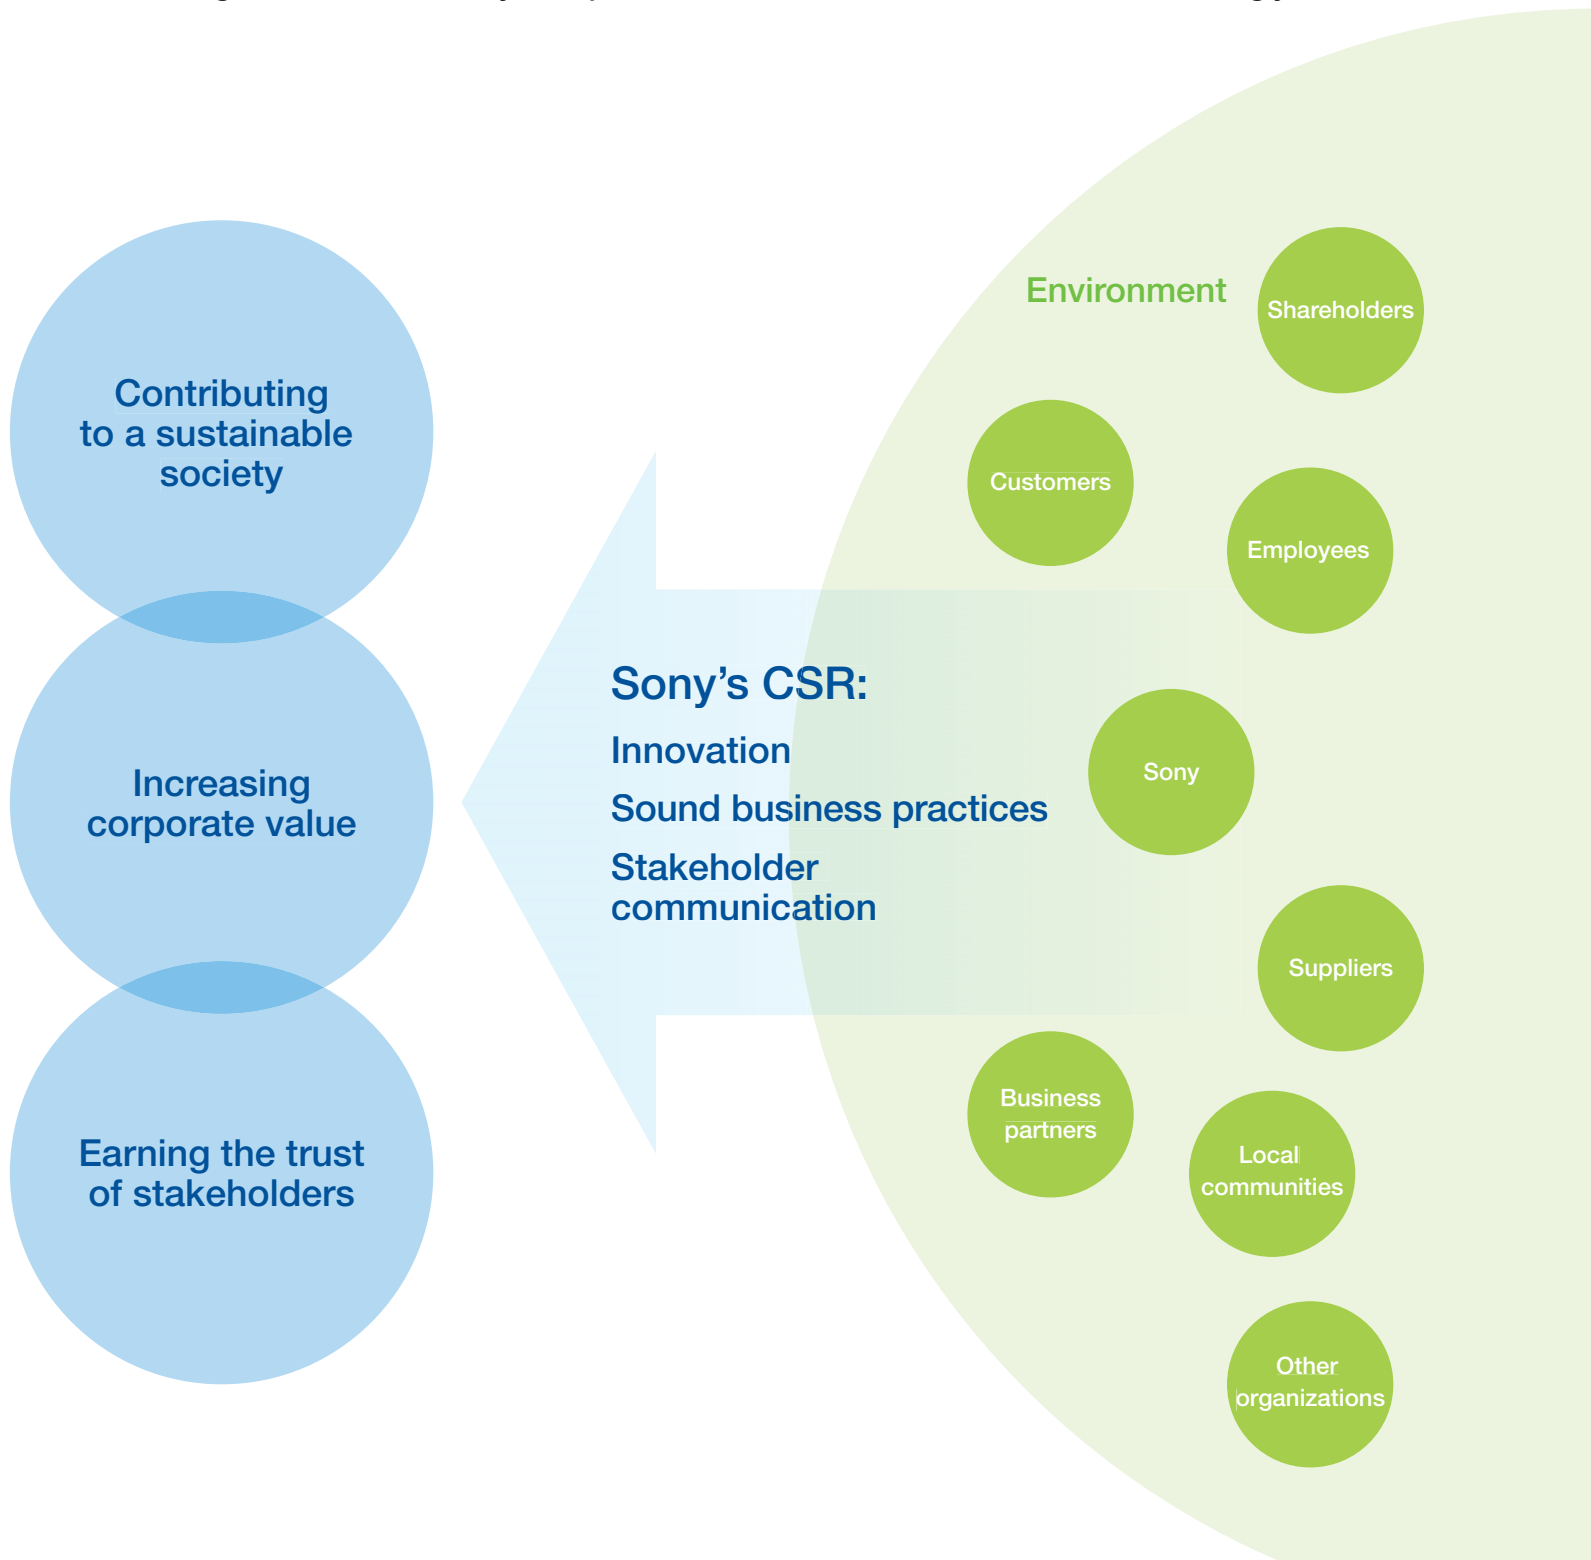 Contributing
to a sustainable
society
Increasing
corporate value
Earning the trust
of stakeholders
Sony’s CSR:
Innovation
Sound business practices
Stakeholder
communication
Environment
Shareholders
Customers
Employees
Sony
Suppliers
Business
partners
Local
communities
Other
organizations